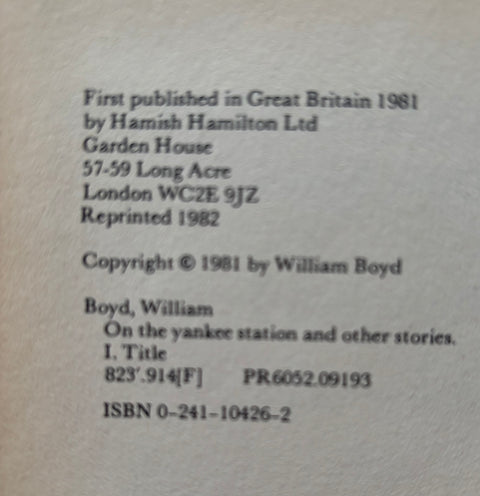 First published in Great Britain 1981
by Hamish Hamilton Ltd
Garden House
57-59 Long Acre
London WC2E 9JZ
Reprinted 1982
Copyright © 1981 by William Boyd
Boyd, William
On the yankee station and other stories.
I. Title
823'.914[F] PR6052.09193
ISBN 0-241-10426-2